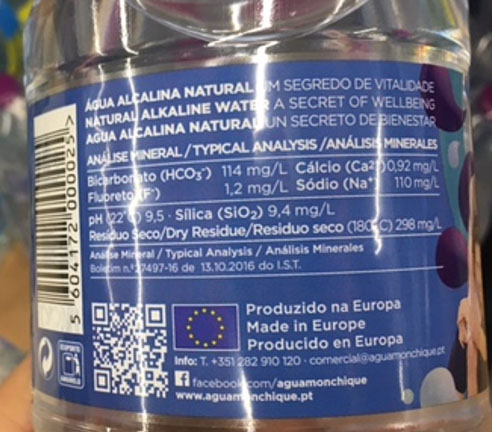 ÁGUA ALCALINA NATURAL UM SEGREDO DE VITALIDADE
NATURAL ALKALINE WATER A SECRET OF WELLBEING
AGUA ALCALINA NATURAL UN SECRETO DE BIENESTAR
ANÁLISE MINERAL / TYPICAL ANALYSIS / ANÁLISIS MINERALES
Bicarbonato (HCO₃⁻) 114 mg/L Cálcio (Ca²⁺) 0,92 mg/L
Fluoreto (F⁻) 1,2 mg/L Sódio (Na⁺) 110 mg/L
pH (22°C) 9,5 · Sílica (SiO₂) 9,4 mg/L
Resíduo Seco/Dry Residue/Residuo seco (180°C) 298 mg/L
Análise Mineral / Typical Analysis / Análisis Minerales
Boletim n.º 27497-16 de 13.10.2016 do I.S.T.
5 604172 000025 >
Produzido na Europa
Made in Europe
Producido en Europa
Info: T. +351 282 910 120 · comercial@aguamonchique.pt
facebook.com/aguamonchique
www.aguamonchique.pt